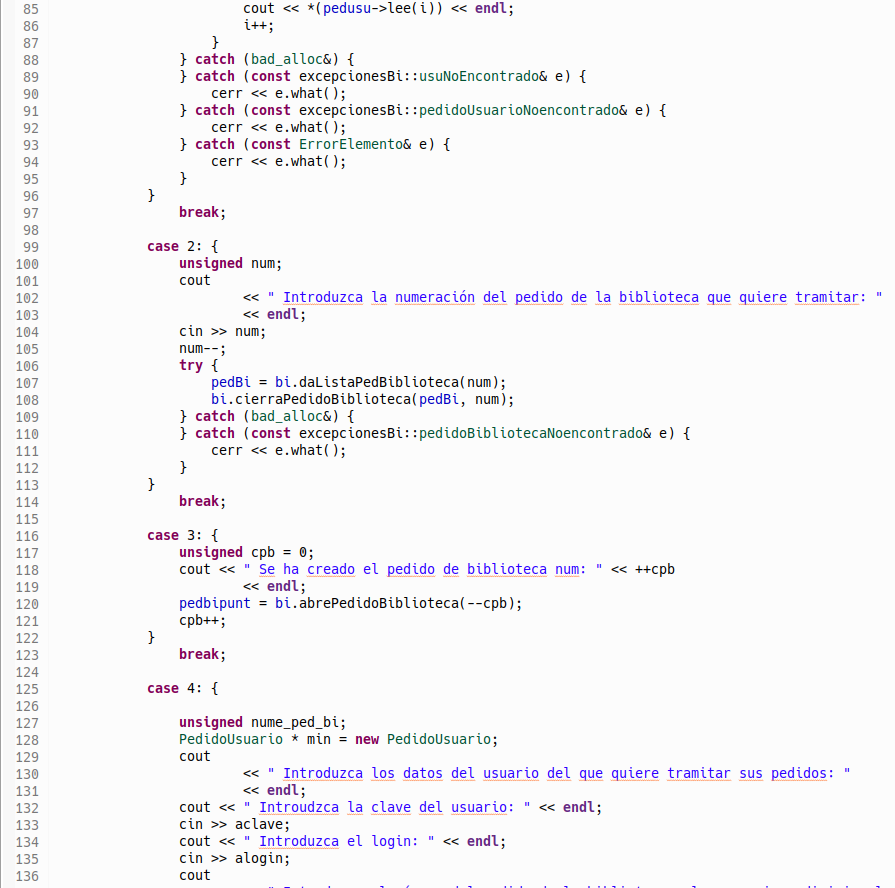 85 cout << *(pedusu->lee(i)) << endl;
86 i++;
87 }
88 } catch (bad_alloc&) {
89 } catch (const excepcionesBi::usuNoEncontrado& e) {
90 cerr << e.what();
91 } catch (const excepcionesBi::pedidoUsuarioNoencontrado& e) {
92 cerr << e.what();
93 } catch (const ErrorElemento& e) {
94 cerr << e.what();
95 }
96 }
97 break;
98
99 case 2: {
100 unsigned num;
101 cout
102 << " Introduzca la numeración del pedido de la biblioteca que quiere tramitar: "
103 << endl;
104 cin >> num;
105 num--;
106 try {
107 pedBi = bi.daListaPedBiblioteca(num);
108 bi.cierraPedidoBiblioteca(pedBi, num);
109 } catch (bad_alloc&) {
110 } catch (const excepcionesBi::pedidoBibliotecaNoencontrado& e) {
111 cerr << e.what();
112 }
113 }
114 break;
115
116 case 3: {
117 unsigned cpb = 0;
118 cout << " Se ha creado el pedido de biblioteca num: " << ++cpb
119 << endl;
120 pedbipunt = bi.abrePedidoBiblioteca(--cpb);
121 cpb++;
122 }
123 break;
124
125 case 4: {
126
127 unsigned nume_ped_bi;
128 PedidoUsuario * min = new PedidoUsuario;
129 cout
130 << " Introduzca los datos del usuario del que quiere tramitar sus pedidos: "
131 << endl;
132 cout << " Introudzca la clave del usuario: " << endl;
133 cin >> aclave;
134 cout << " Introduzca el login: " << endl;
135 cin >> alogin;
136 cout